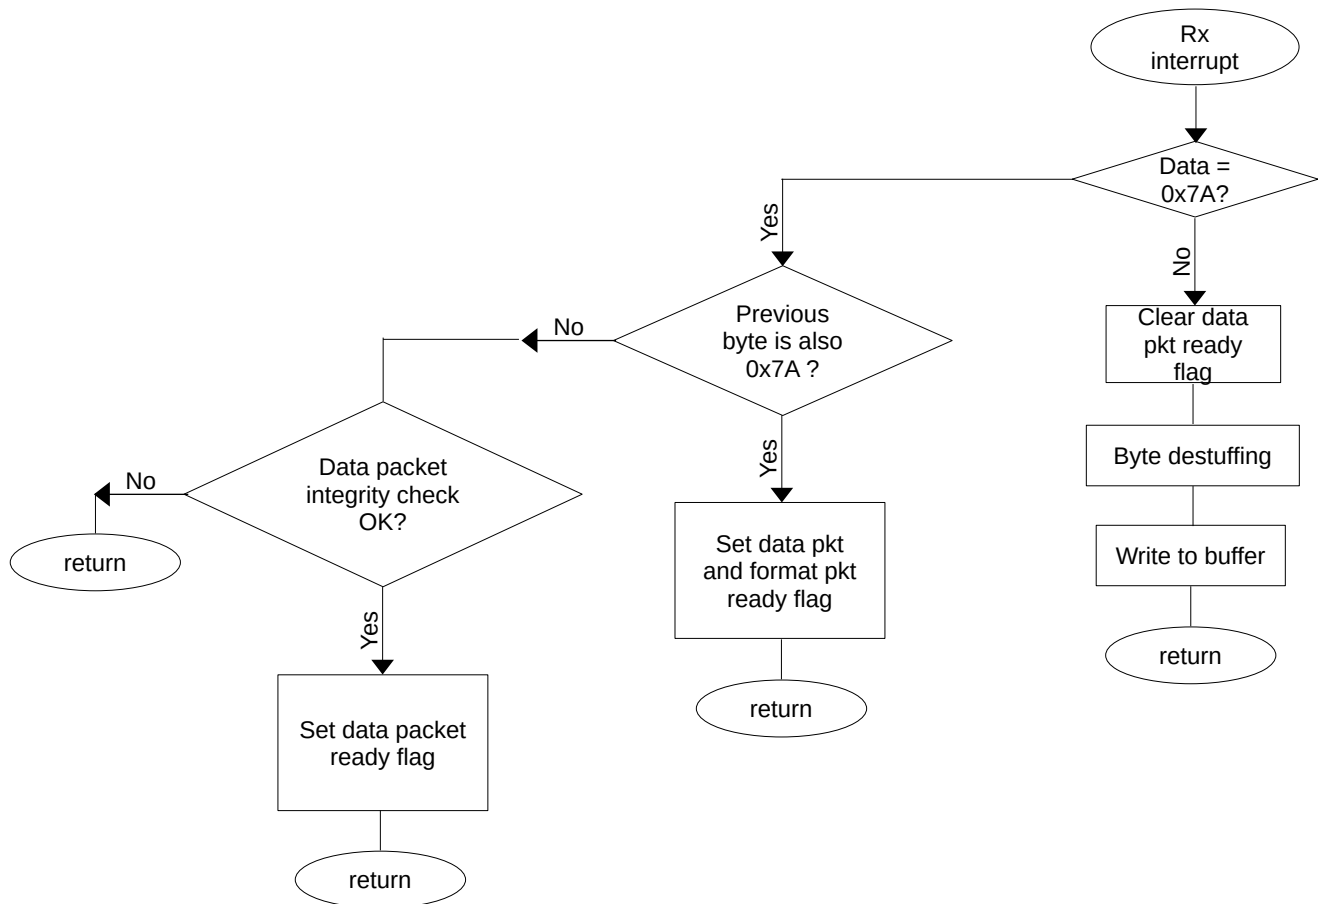 Rx
interrupt
Data =
0x7A?
Yes
No
Previous
byte is also
0x7A ?
Clear data
pkt ready
flag
No
Yes
Data packet
integrity check
OK?
No
Byte destuffing
Set data pkt
and format pkt
ready flag
Write to buffer
return
Yes
return
Set data packet
ready flag
return
return